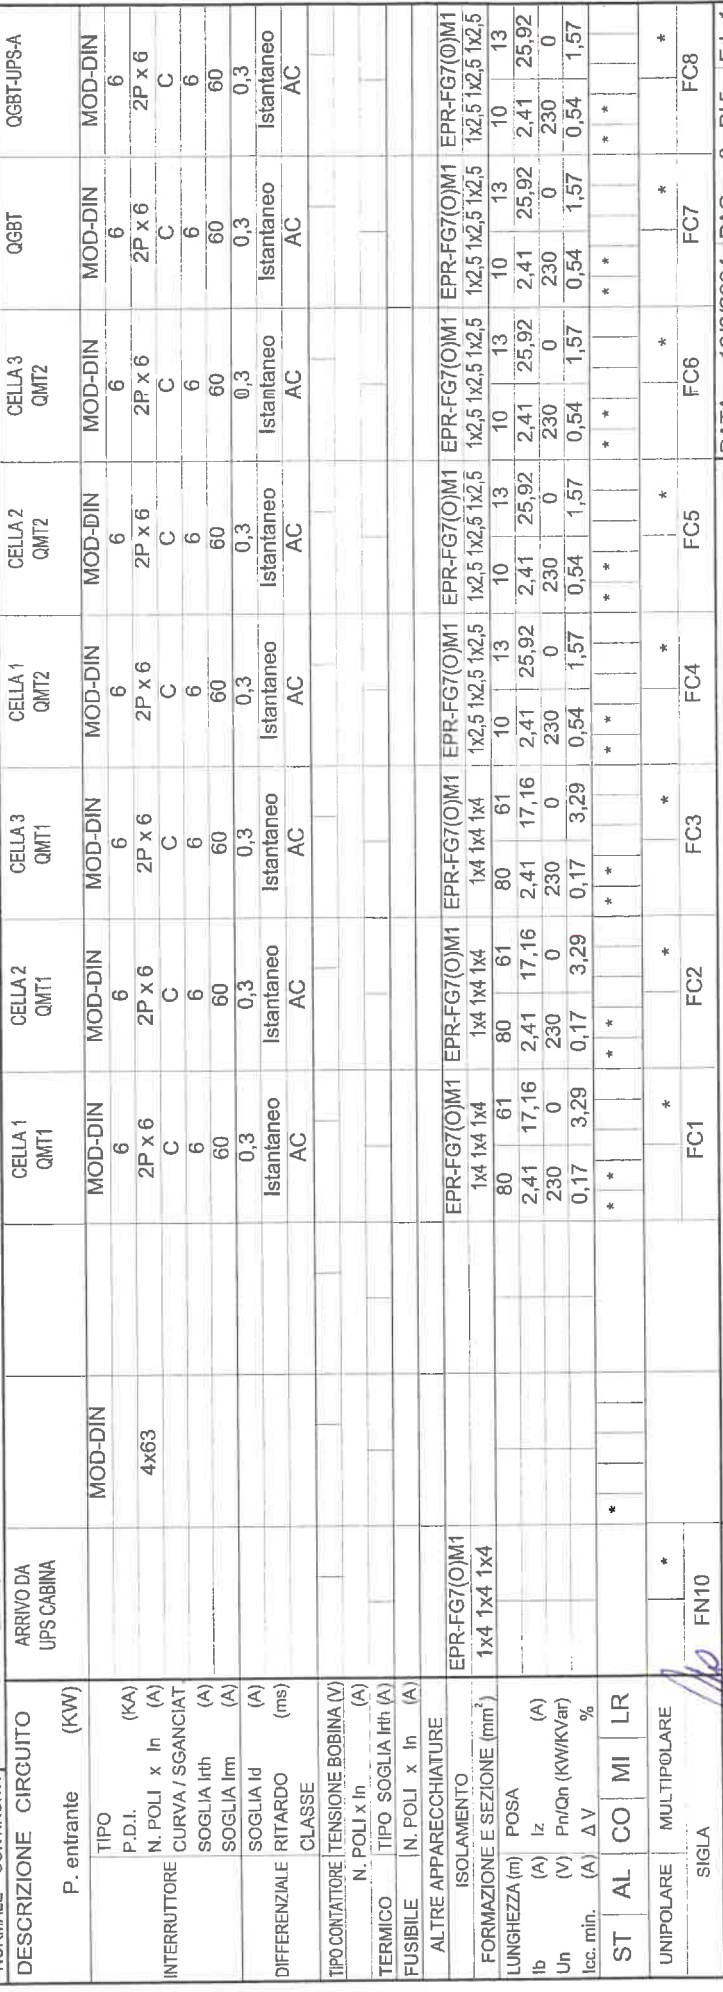 DESCRIZIONE CIRCUITO | ARRIVO DA UPS CABINA | | | CELLA 1 QMT1 | CELLA 2 QMT1 | CELLA 3 QMT1 | CELLA 1 QMT2 | CELLA 2 QMT2 | CELLA 3 QMT2 | QGBT | QGBT-UPS-A
P. entrante (KW)
INTERRUTTORE
TIPO | | MOD-DIN | | MOD-DIN | MOD-DIN | MOD-DIN | MOD-DIN | MOD-DIN | MOD-DIN | MOD-DIN | MOD-DIN
P.D.I. (KA) | | | | 6 | 6 | 6 | 6 | 6 | 6 | 6 | 6
N. POLI x In (A) | | 4x63 | | 2P x 6 | 2P x 6 | 2P x 6 | 2P x 6 | 2P x 6 | 2P x 6 | 2P x 6 | 2P x 6
CURVA / SGANCIAT. | | | | C | C | C | C | C | C | C | C
SOGLIA Irth (A) | | | | 6 | 6 | 6 | 6 | 6 | 6 | 6 | 6
SOGLIA Irm (A) | | | | 60 | 60 | 60 | 60 | 60 | 60 | 60 | 60
DIFFERENZIALE
SOGLIA Id (A) | | | | 0,3 | 0,3 | 0,3 | 0,3 | 0,3 | 0,3 | 0,3 | 0,3
RITARDO (ms) | | | | Istantaneo | Istantaneo | Istantaneo | Istantaneo | Istantaneo | Istantaneo | Istantaneo | Istantaneo
CLASSE | | | | AC | AC | AC | AC | AC | AC | AC | AC
TIPO CONTATTORE TENSIONE BOBINA (V)
N. POLI x In (A)
TERMICO TIPO SOGLIA Irth (A)
FUSIBILE N. POLI x In (A)
ALTRE APPARECCHIATURE
ISOLAMENTO | EPR-FG7(O)M1 | | | EPR-FG7(O)M1 | EPR-FG7(O)M1 | EPR-FG7(O)M1 | EPR-FG7(O)M1 | EPR-FG7(O)M1 | EPR-FG7(O)M1 | EPR-FG7(O)M1 | EPR-FG7(O)M1
FORMAZIONE E SEZIONE (mm²) | 1x4 1x4 1x4 | | | 1x4 1x4 1x4 | 1x4 1x4 1x4 | 1x4 1x4 1x4 | 1x2,5 1x2,5 1x2,5 | 1x2,5 1x2,5 1x2,5 | 1x2,5 1x2,5 1x2,5 | 1x2,5 1x2,5 1x2,5 | 1x2,5 1x2,5 1x2,5
LUNGHEZZA (m) POSA | | | | 80 61 | 80 61 | 80 61 | 10 13 | 10 13 | 10 13 | 10 13 | 10 13
Ib (A) Iz (A) | | | | 2,41 17,16 | 2,41 17,16 | 2,41 17,16 | 2,41 25,92 | 2,41 25,92 | 2,41 25,92 | 2,41 25,92 | 2,41 25,92
Un (V) Pn/Qn (KW/KVar) | | | | 230 0 | 230 0 | 230 0 | 230 0 | 230 0 | 230 0 | 230 0 | 230 0
Icc. min. (A) ΔV % | | | | 0,17 3,29 | 0,17 3,29 | 0,17 3,29 | 0,54 1,57 | 0,54 1,57 | 0,54 1,57 | 0,54 1,57 | 0,54 1,57
ST AL CO MI LR | | * | | * * | * * | * * | * * | * * | * * | * * | * *
UNIPOLARE MULTIPOLARE | * | | | * | * | * | * | * | * | * | *
SIGLA | FN10 | | | FC1 | FC2 | FC3 | FC4 | FC5 | FC6 | FC7 | FC8